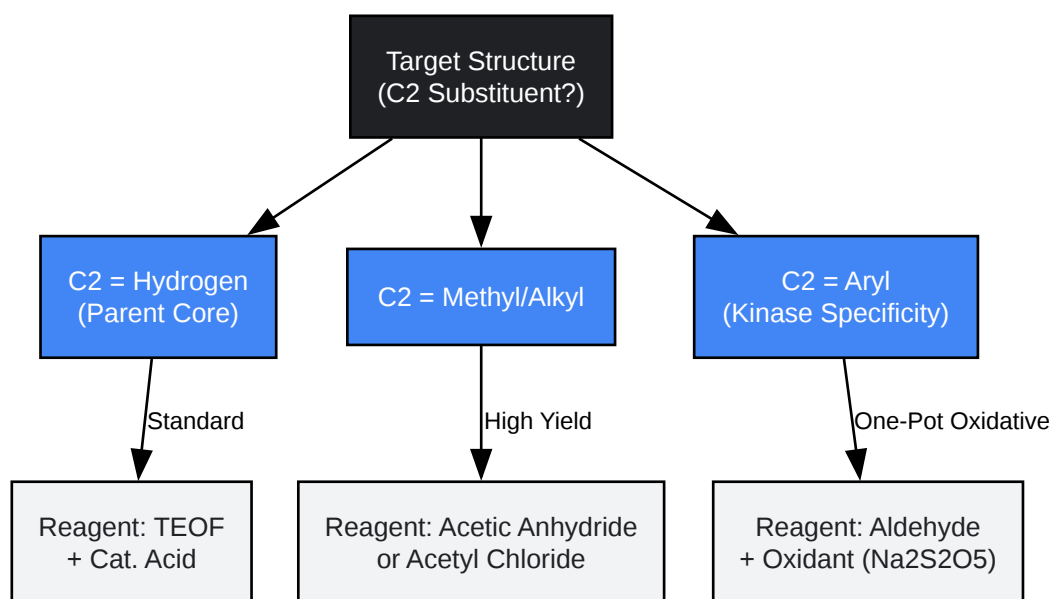 Target Structure
(C2 Substituent?)
C2 = Hydrogen
(Parent Core)
C2 = Methyl/Alkyl
C2 = Aryl
(Kinase Specificity)
Standard
High Yield
One-Pot Oxidative
Reagent: TEOF
+ Cat. Acid
Reagent: Acetic Anhydride
or Acetyl Chloride
Reagent: Aldehyde
+ Oxidant (Na2S2O5)